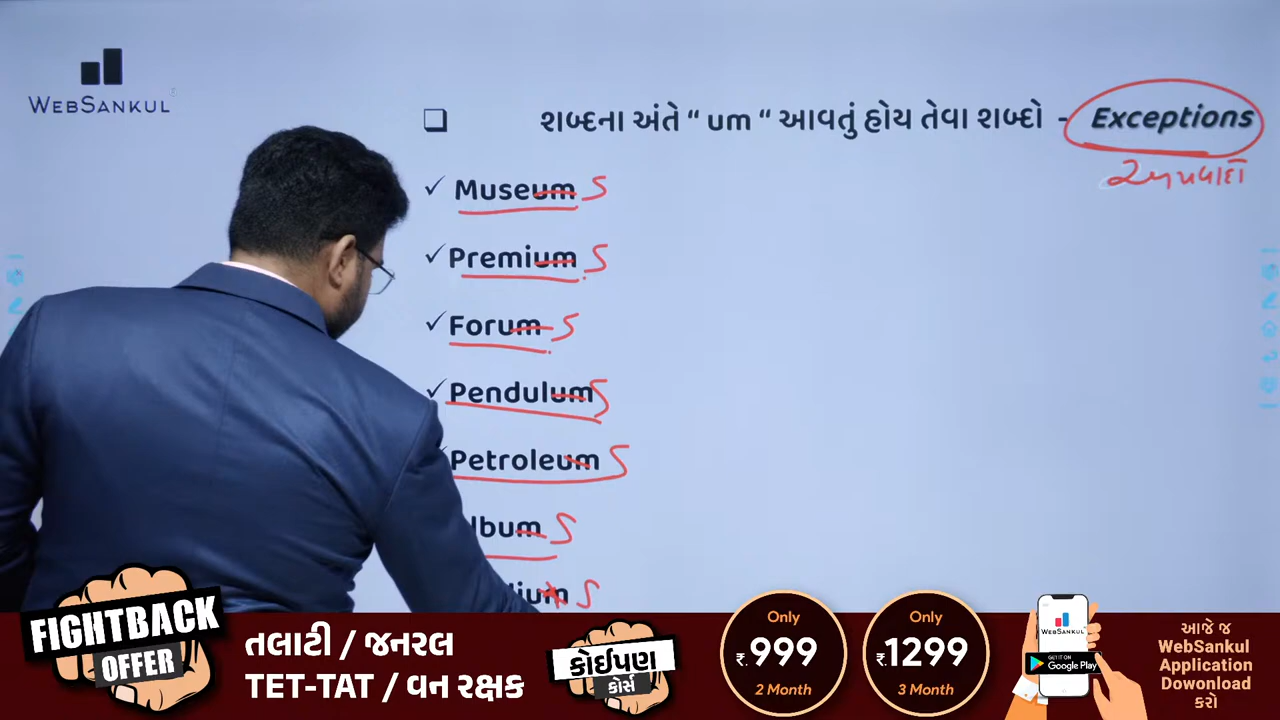 WEBSANKUL
❑ શબ્દના અંતે “ um “ આવતું હોય તેવા શબ્દો - Exceptions
✓ Museum S
✓ Premium S
✓ Forum S
✓ Pendulum S
Petroleum S
lbum S
ium S
FIGHTBACK
OFFER
તલાટી / જનરલ
TET-TAT / વન રક્ષક
કોઈપણ
કોર્સ
Only
₹.999
2 Month
Only
₹.1299
3 Month
WEBSANKUL
GET IT ON
Google Play
આજે જ
WebSankul
Application
Dowonload
કરો